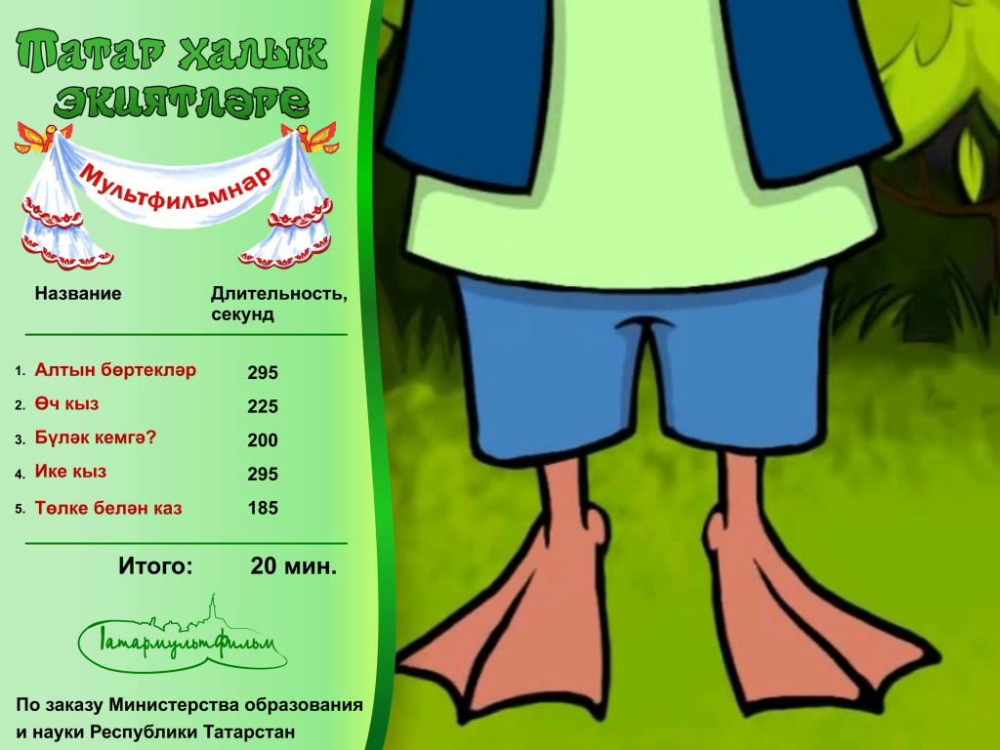 Татар халык
әкиятләре
Мультфильмнар
Название Длительность,
секунд
1. Алтын бөртекләр 295
2. Өч кыз 225
3. Бүләк кемгә? 200
4. Ике кыз 295
5. Төлке белән каз 185
Итого: 20 мин.
Татармультфильм
По заказу Министерства образования
и науки Республики Татарстан